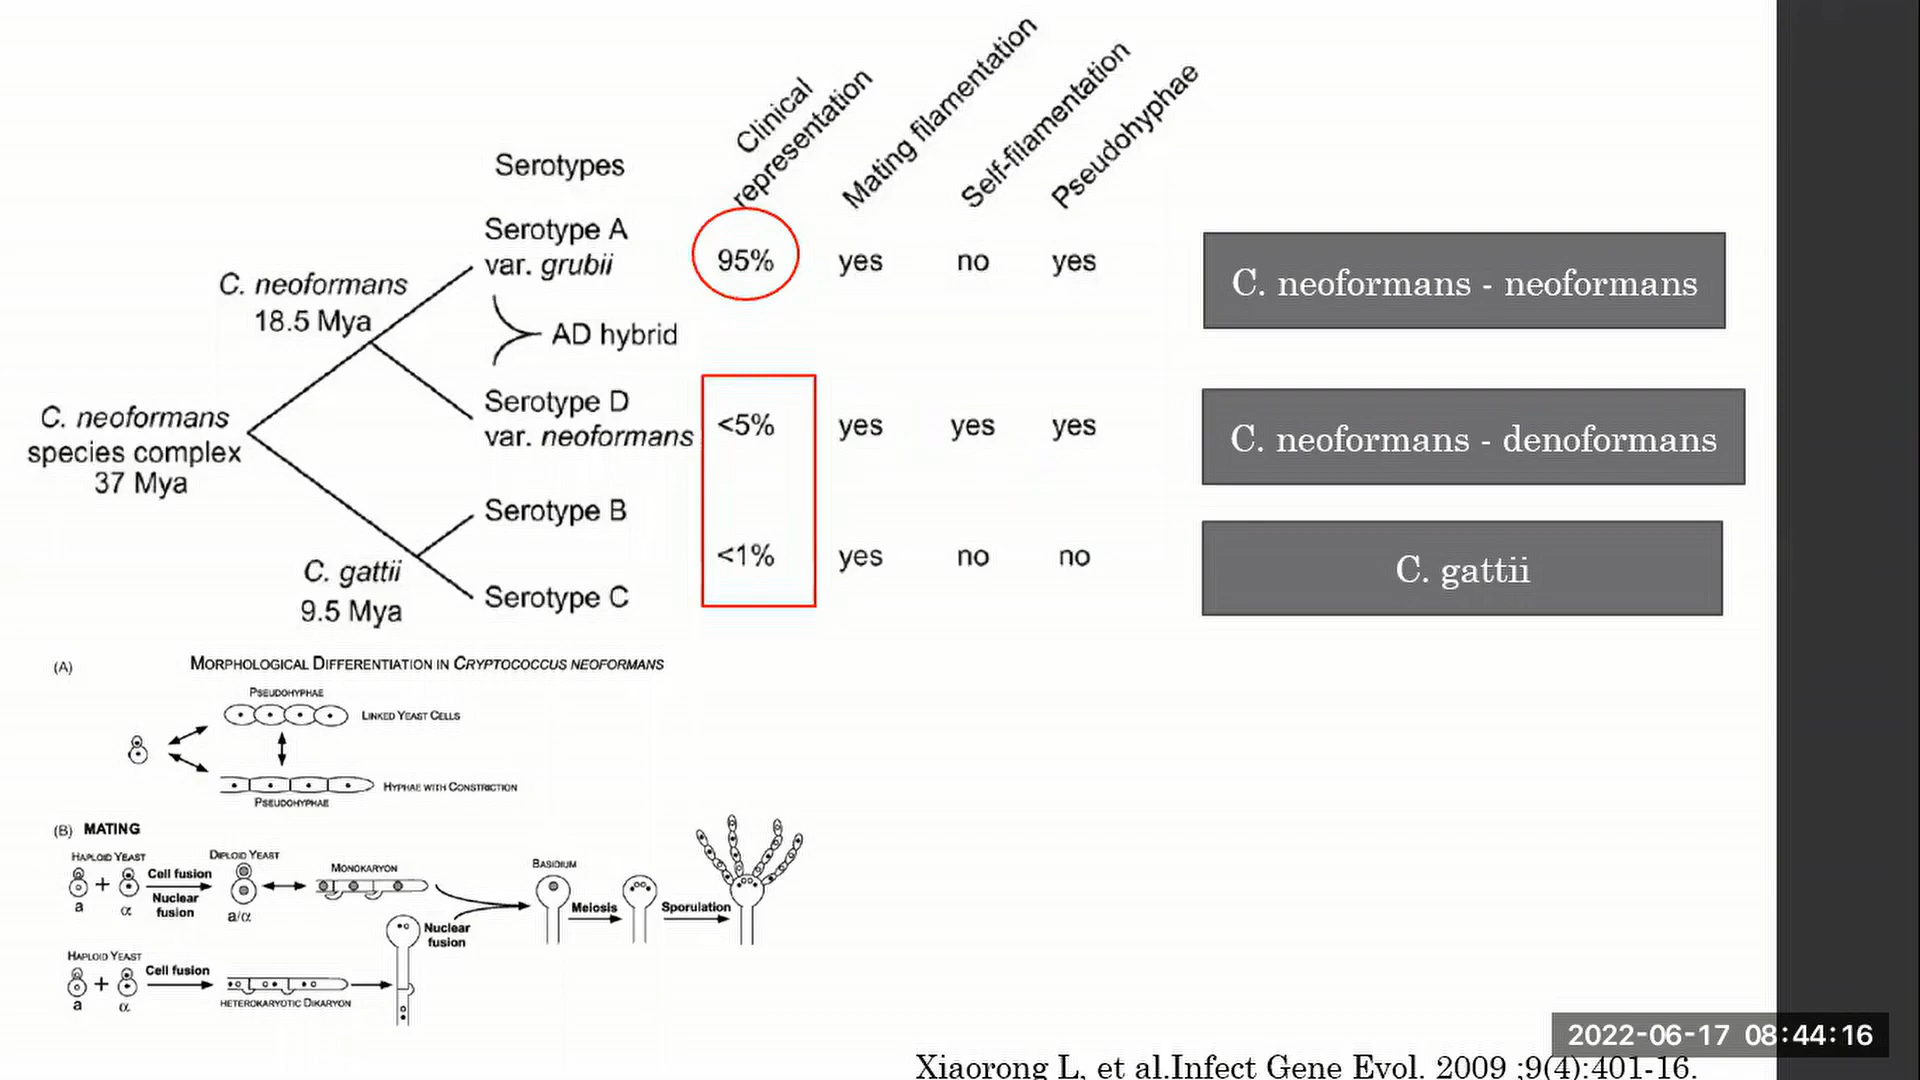 Clinical
representation
Mating filamentation
Self-filamentation
Pseudohyphae
Serotypes
Serotype A
var. grubii
95% yes no yes
C. neoformans - neoformans
C. neoformans
18.5 Mya
AD hybrid
Serotype D
var. neoformans
<5% yes yes yes
C. neoformans - denoformans
C. neoformans
species complex
37 Mya
Serotype B
<1% yes no no
C. gattii
C. gattii
9.5 Mya
Serotype C
(A) MORPHOLOGICAL DIFFERENTIATION IN CRYPTOCOCCUS NEOFORMANS
PSEUDOHYPHAE
LINKED YEAST CELLS
HYPHAE WITH CONSTRICTION
PSEUDOHYPHAE
(B) MATING
HAPLOID YEAST
a + α
Cell fusion
Nuclear
fusion
DIPLOID YEAST
a/α
MONOKARYON
BASIDIUM
Meiosis
Sporulation
Nuclear
fusion
HAPLOID YEAST
a + α
Cell fusion
HETEROKARYOTIC DIKARYON
2022-06-17 08:44:16
Xiaorong L, et al.Infect Gene Evol. 2009 ;9(4):401-16.